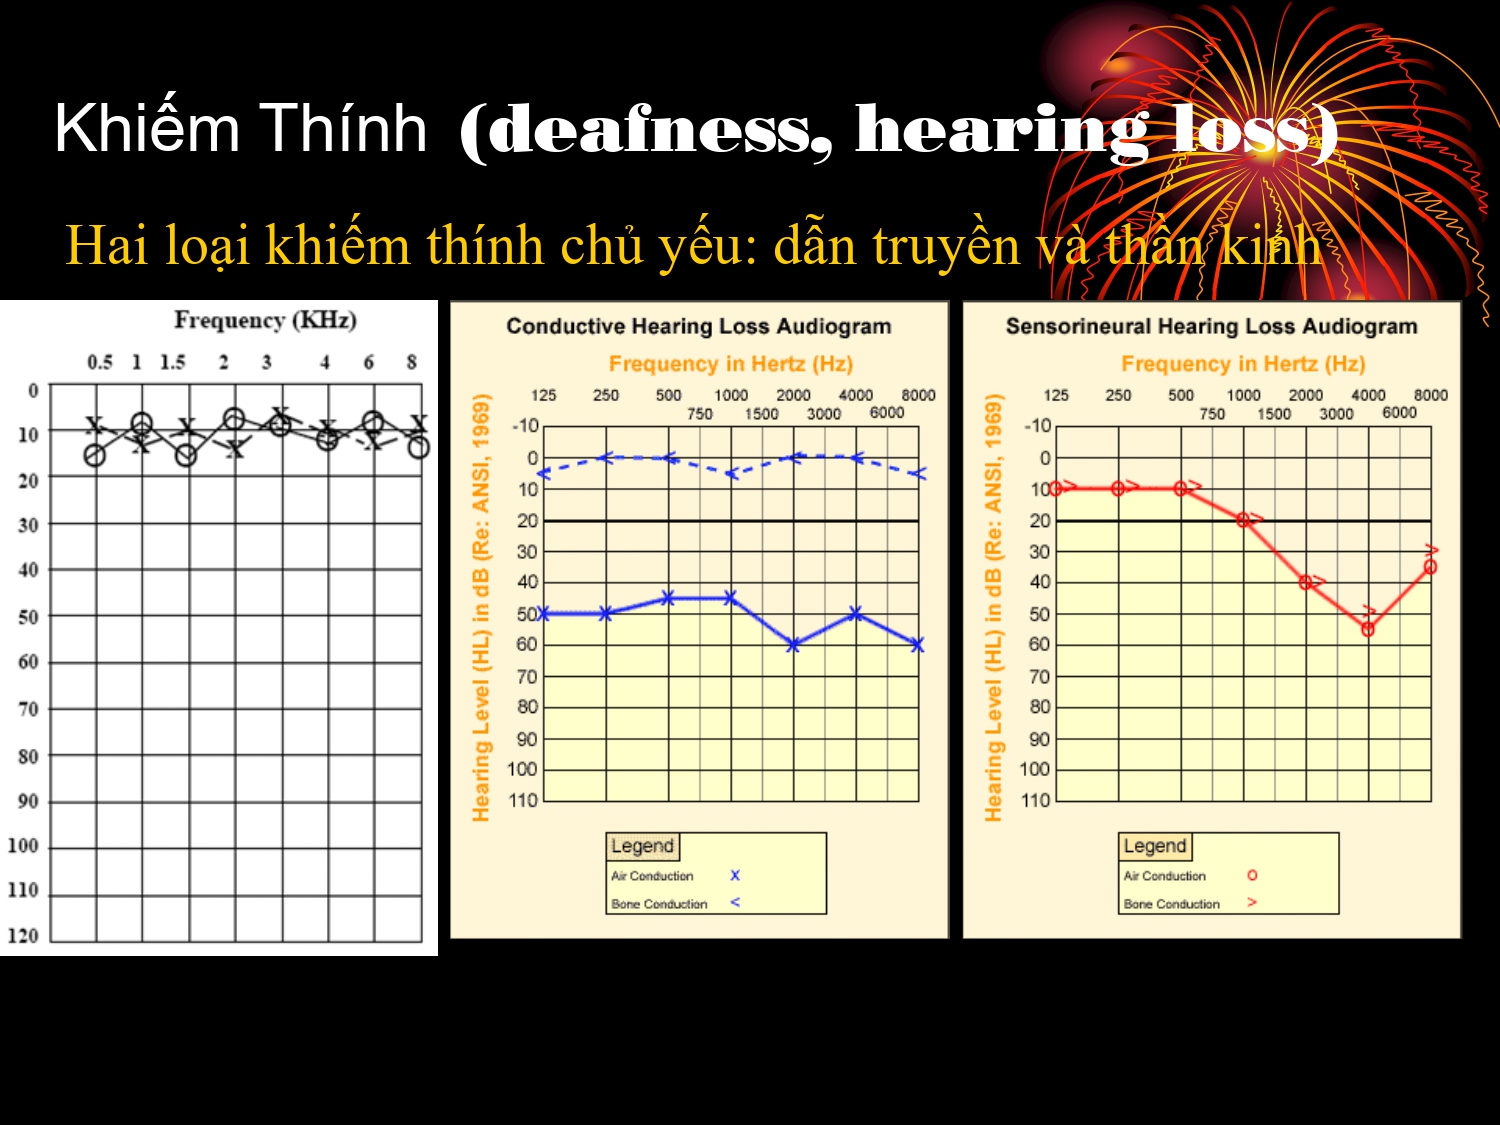 Khiếm Thính (deafness, hearing loss)
Hai loại khiếm thính chủ yếu: dẫn truyền và thần kinh
Frequency (KHz)
0.5 1 1.5 2 3 4 6 8
0
10
20
30
40
50
60
70
80
90
100
110
120
Conductive Hearing Loss Audiogram
Frequency in Hertz (Hz)
125 250 500 1000 2000 4000 8000
750 1500 3000 6000
Hearing Level (HL) in dB (Re: ANSI, 1969)
-10
0
10
20
30
40
50
60
70
80
90
100
110
Legend
Air Conduction X
Bone Conduction <
Sensorineural Hearing Loss Audiogram
Frequency in Hertz (Hz)
125 250 500 1000 2000 4000 8000
750 1500 3000 6000
Hearing Level (HL) in dB (Re: ANSI, 1969)
-10
0
10
20
30
40
50
60
70
80
90
100
110
Legend
Air Conduction O
Bone Conduction >